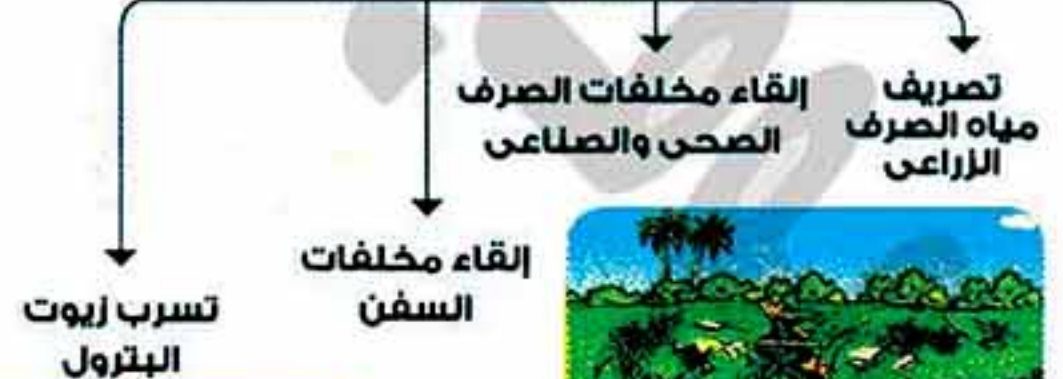 تصريف
مياه الصرف
الزراعى
إلقاء مخلفات الصرف
الصحى والصناعى
إلقاء مخلفات
السفن
تسرب زيوت
البترول